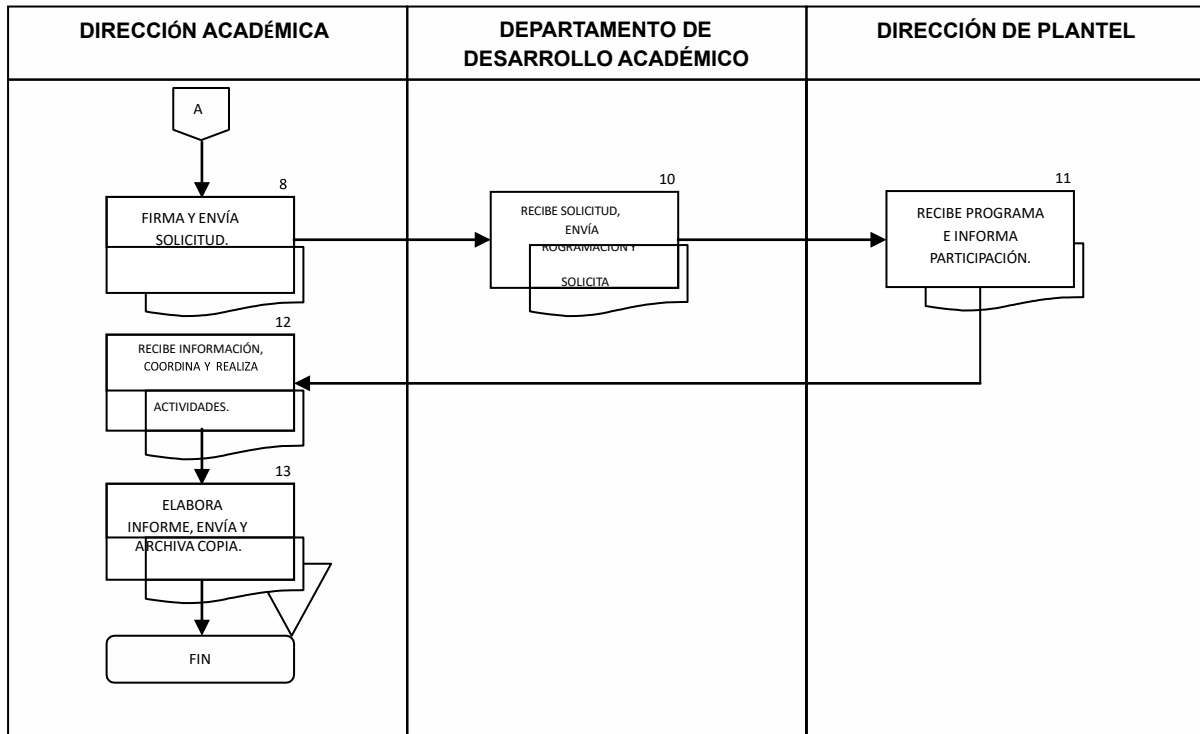 DIRECCIÓN ACADÉMICA
DEPARTAMENTO DE
DESARROLLO ACADÉMICO
DIRECCIÓN DE PLANTEL
A
8
FIRMA Y ENVÍA
SOLICITUD.
10
RECIBE SOLICITUD,
ENVÍA
ROGRAMACIÓN Y
SOLICITA
11
RECIBE PROGRAMA
E INFORMA
PARTICIPACIÓN.
12
RECIBE INFORMACIÓN,
COORDINA Y REALIZA
ACTIVIDADES.
13
ELABORA
INFORME, ENVÍA Y
ARCHIVA COPIA.
FIN